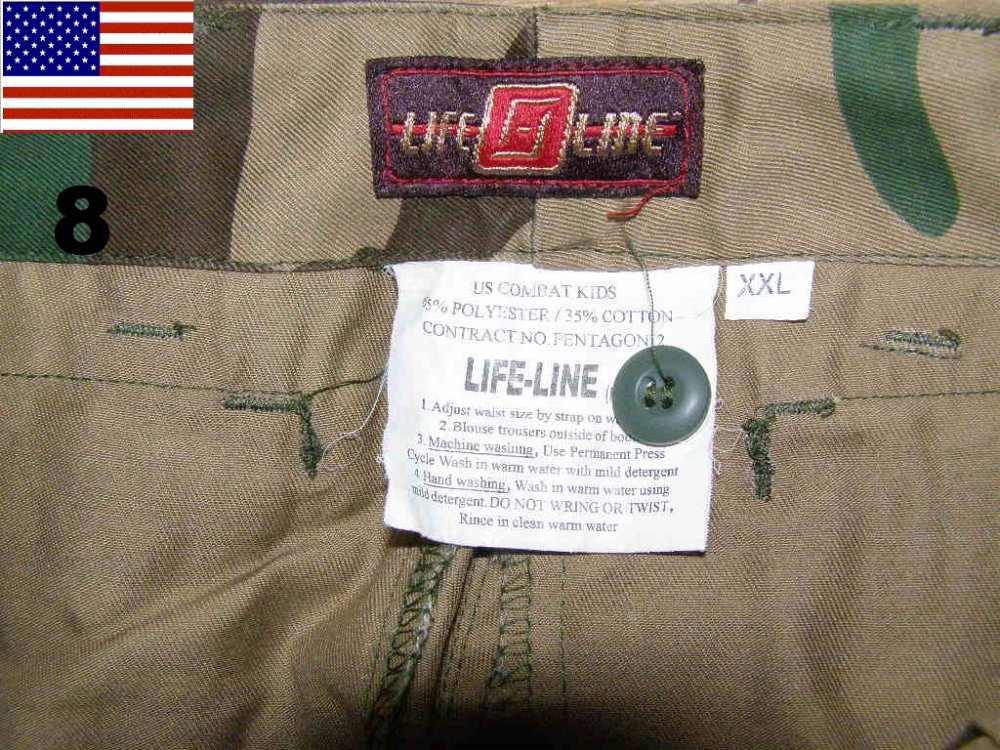 8
LIFE LINE
US COMBAT KIDS
65% POLYESTER / 35% COTTON
CONTRACT NO. PENTAGON 2
LIFE-LINE
1. Adjust waist size by strap on
2. Blouse trousers outside of
3. Machine washing, Use Permanent Press
Cycle Wash in warm water with mild detergent
4. Hand washing, Wash in warm water using
mild detergent. DO NOT WRING OR TWIST,
Rince in clean warm water
XXL